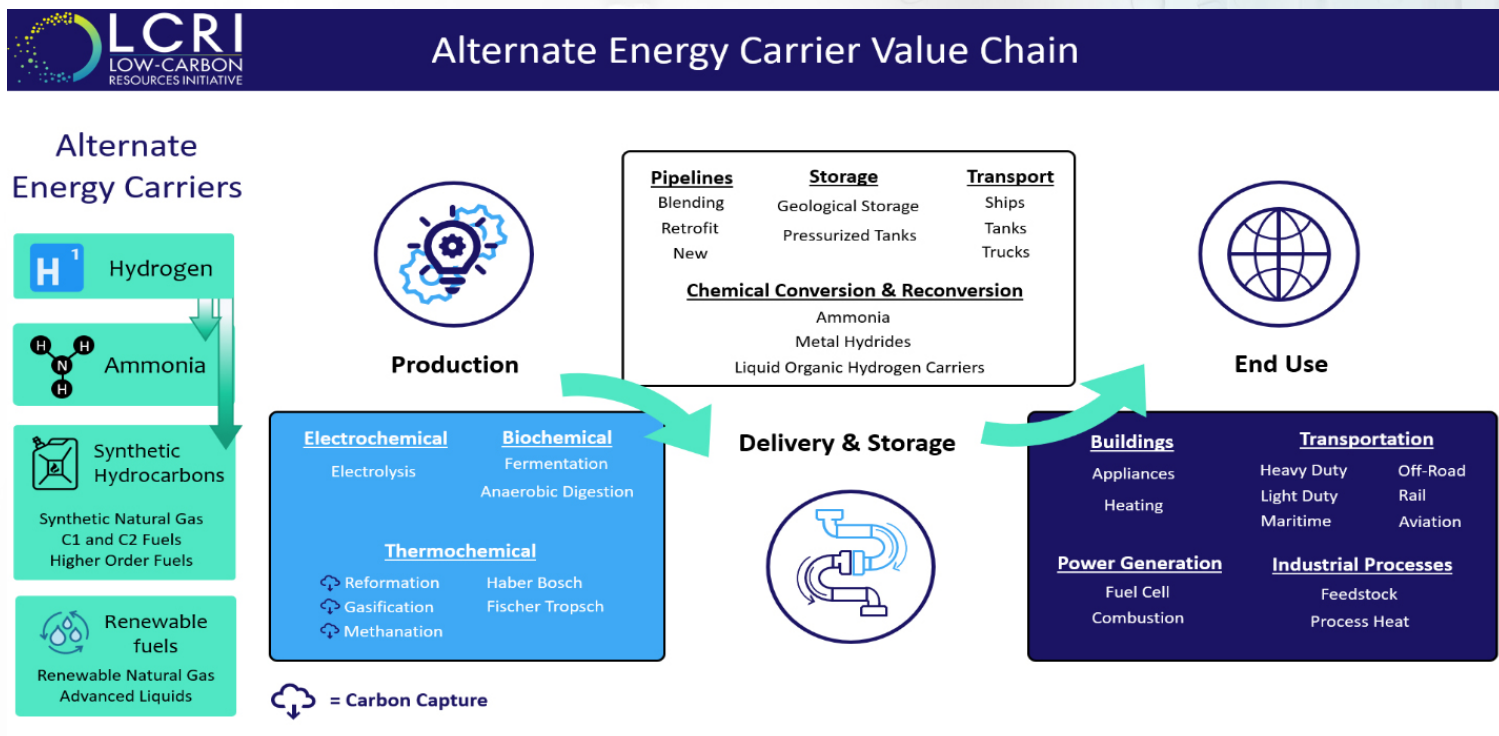 LCRI
LOW-CARBON
RESOURCES INITIATIVE
Alternate Energy Carrier Value Chain
Alternate
Energy Carriers
H 1
Hydrogen
H H
N
H
Ammonia
Synthetic
Hydrocarbons
Synthetic Natural Gas
C1 and C2 Fuels
Higher Order Fuels
Renewable
fuels
Renewable Natural Gas
Advanced Liquids
Production
Electrochemical
Electrolysis
Biochemical
Fermentation
Anaerobic Digestion
Thermochemical
Reformation
Gasification
Methanation
Haber Bosch
Fischer Tropsch
= Carbon Capture
Pipelines
Blending
Retrofit
New
Storage
Geological Storage
Pressurized Tanks
Transport
Ships
Tanks
Trucks
Chemical Conversion & Reconversion
Ammonia
Metal Hydrides
Liquid Organic Hydrogen Carriers
Delivery & Storage
End Use
Buildings
Appliances
Heating
Transportation
Heavy Duty
Light Duty
Maritime
Off-Road
Rail
Aviation
Power Generation
Fuel Cell
Combustion
Industrial Processes
Feedstock
Process Heat